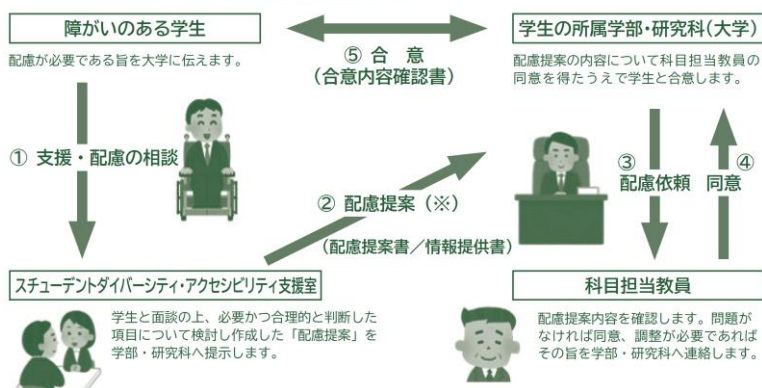 障がいのある学生
配慮が必要である旨を大学に伝えます。
⑤ 合 意
(合意内容確認書)
学生の所属学部・研究科(大学)
配慮提案の内容について科目担当教員の
同意を得たうえで学生と合意します。
① 支援・配慮の相談
② 配慮提案(※)
(配慮提案書/情報提供書)
③
配慮依頼
④
同意
スチューデントダイバーシティ・アクセシビリティ支援室
学生と面談の上、必要かつ合理的と判断した
項目について検討し作成した「配慮提案」を
学部・研究科へ提示します。
科目担当教員
配慮提案内容を確認します。問題が
なければ同意、調整が必要であれば
その旨を学部・研究科へ連絡します。